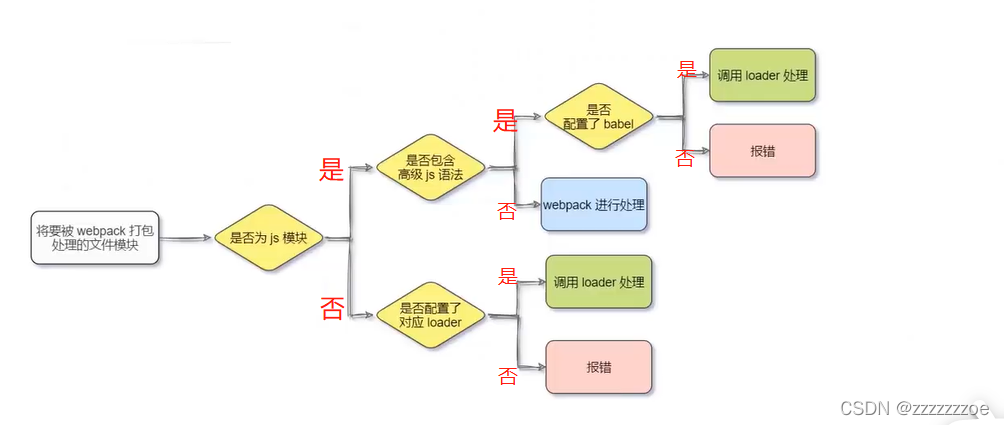 将要被 webpack 打包
处理的文件模块
是否为 js 模块
是
否
是否包含
高级 js 语法
是
否
是否
配置了 babel
是
否
调用 loader 处理
报错
webpack 进行处理
是否配置了
对应 loader
是
否
调用 loader 处理
报错
CSDN @zzzzzzzoe